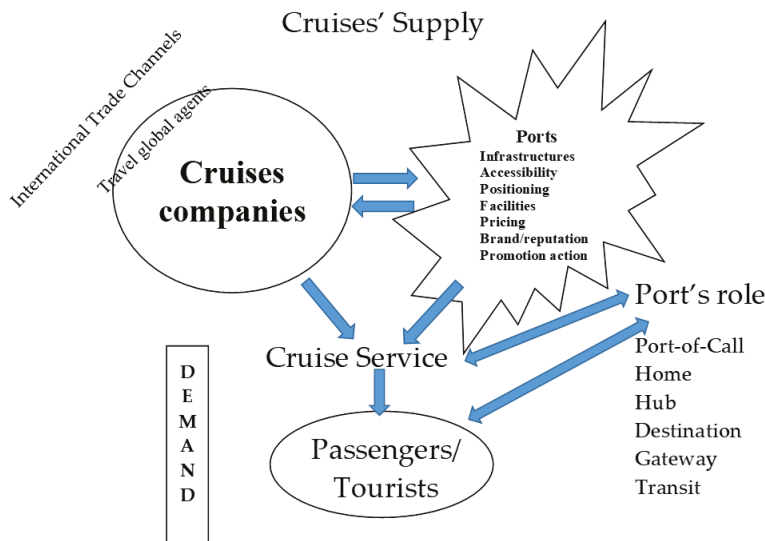 Cruises’ Supply
International Trade Channels
Travel global agents
Cruises
companies
Ports
Infrastructures
Accessibility
Positioning
Facilities
Pricing
Brand/reputation
Promotion action
Port’s role
Port-of-Call
Home
Hub
Destination
Gateway
Transit
Cruise Service
D
E
M
A
N
D
Passengers/
Tourists